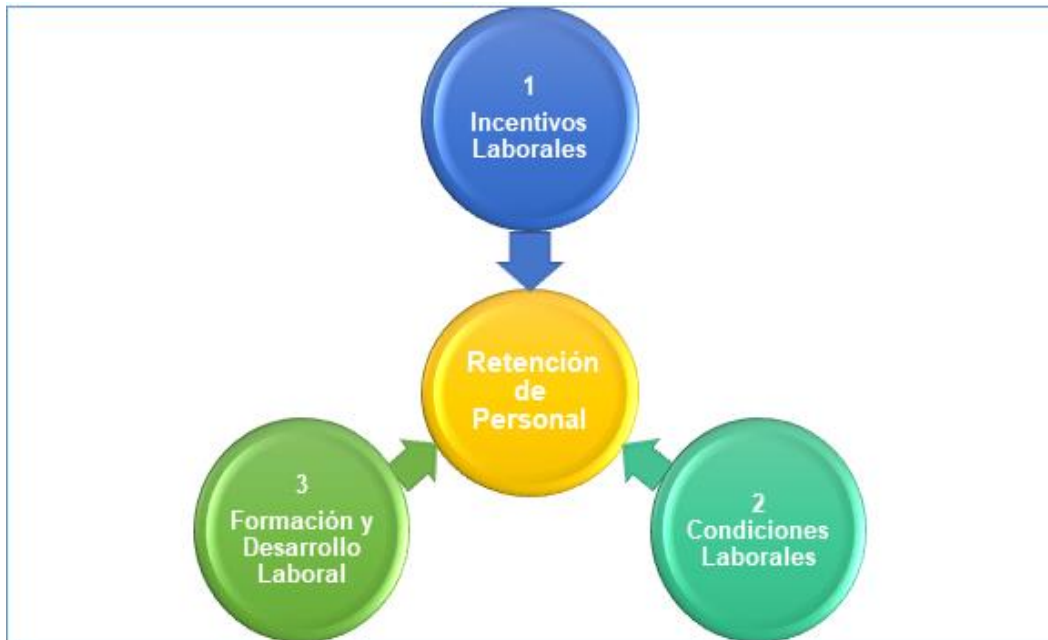 1
Incentivos
Laborales
Retención
de
Personal
3
Formación y
Desarrollo
Laboral
2
Condiciones
Laborales